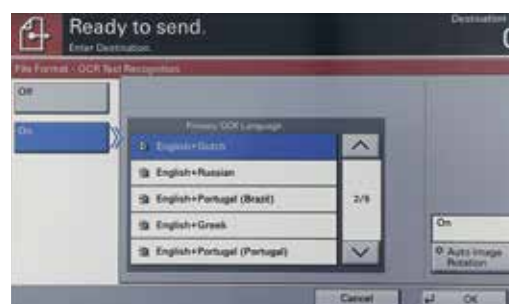 Ready to send.
Enter Destination.
Destination
File Format - OCR Text Recognition
Off
On
Primary OCR Language
English+Dutch
English+Russian
English+Portugal (Brazil)
2/5
English+Greek
English+Portugal (Portugal)
On
Auto Image
Rotation
Cancel
OK